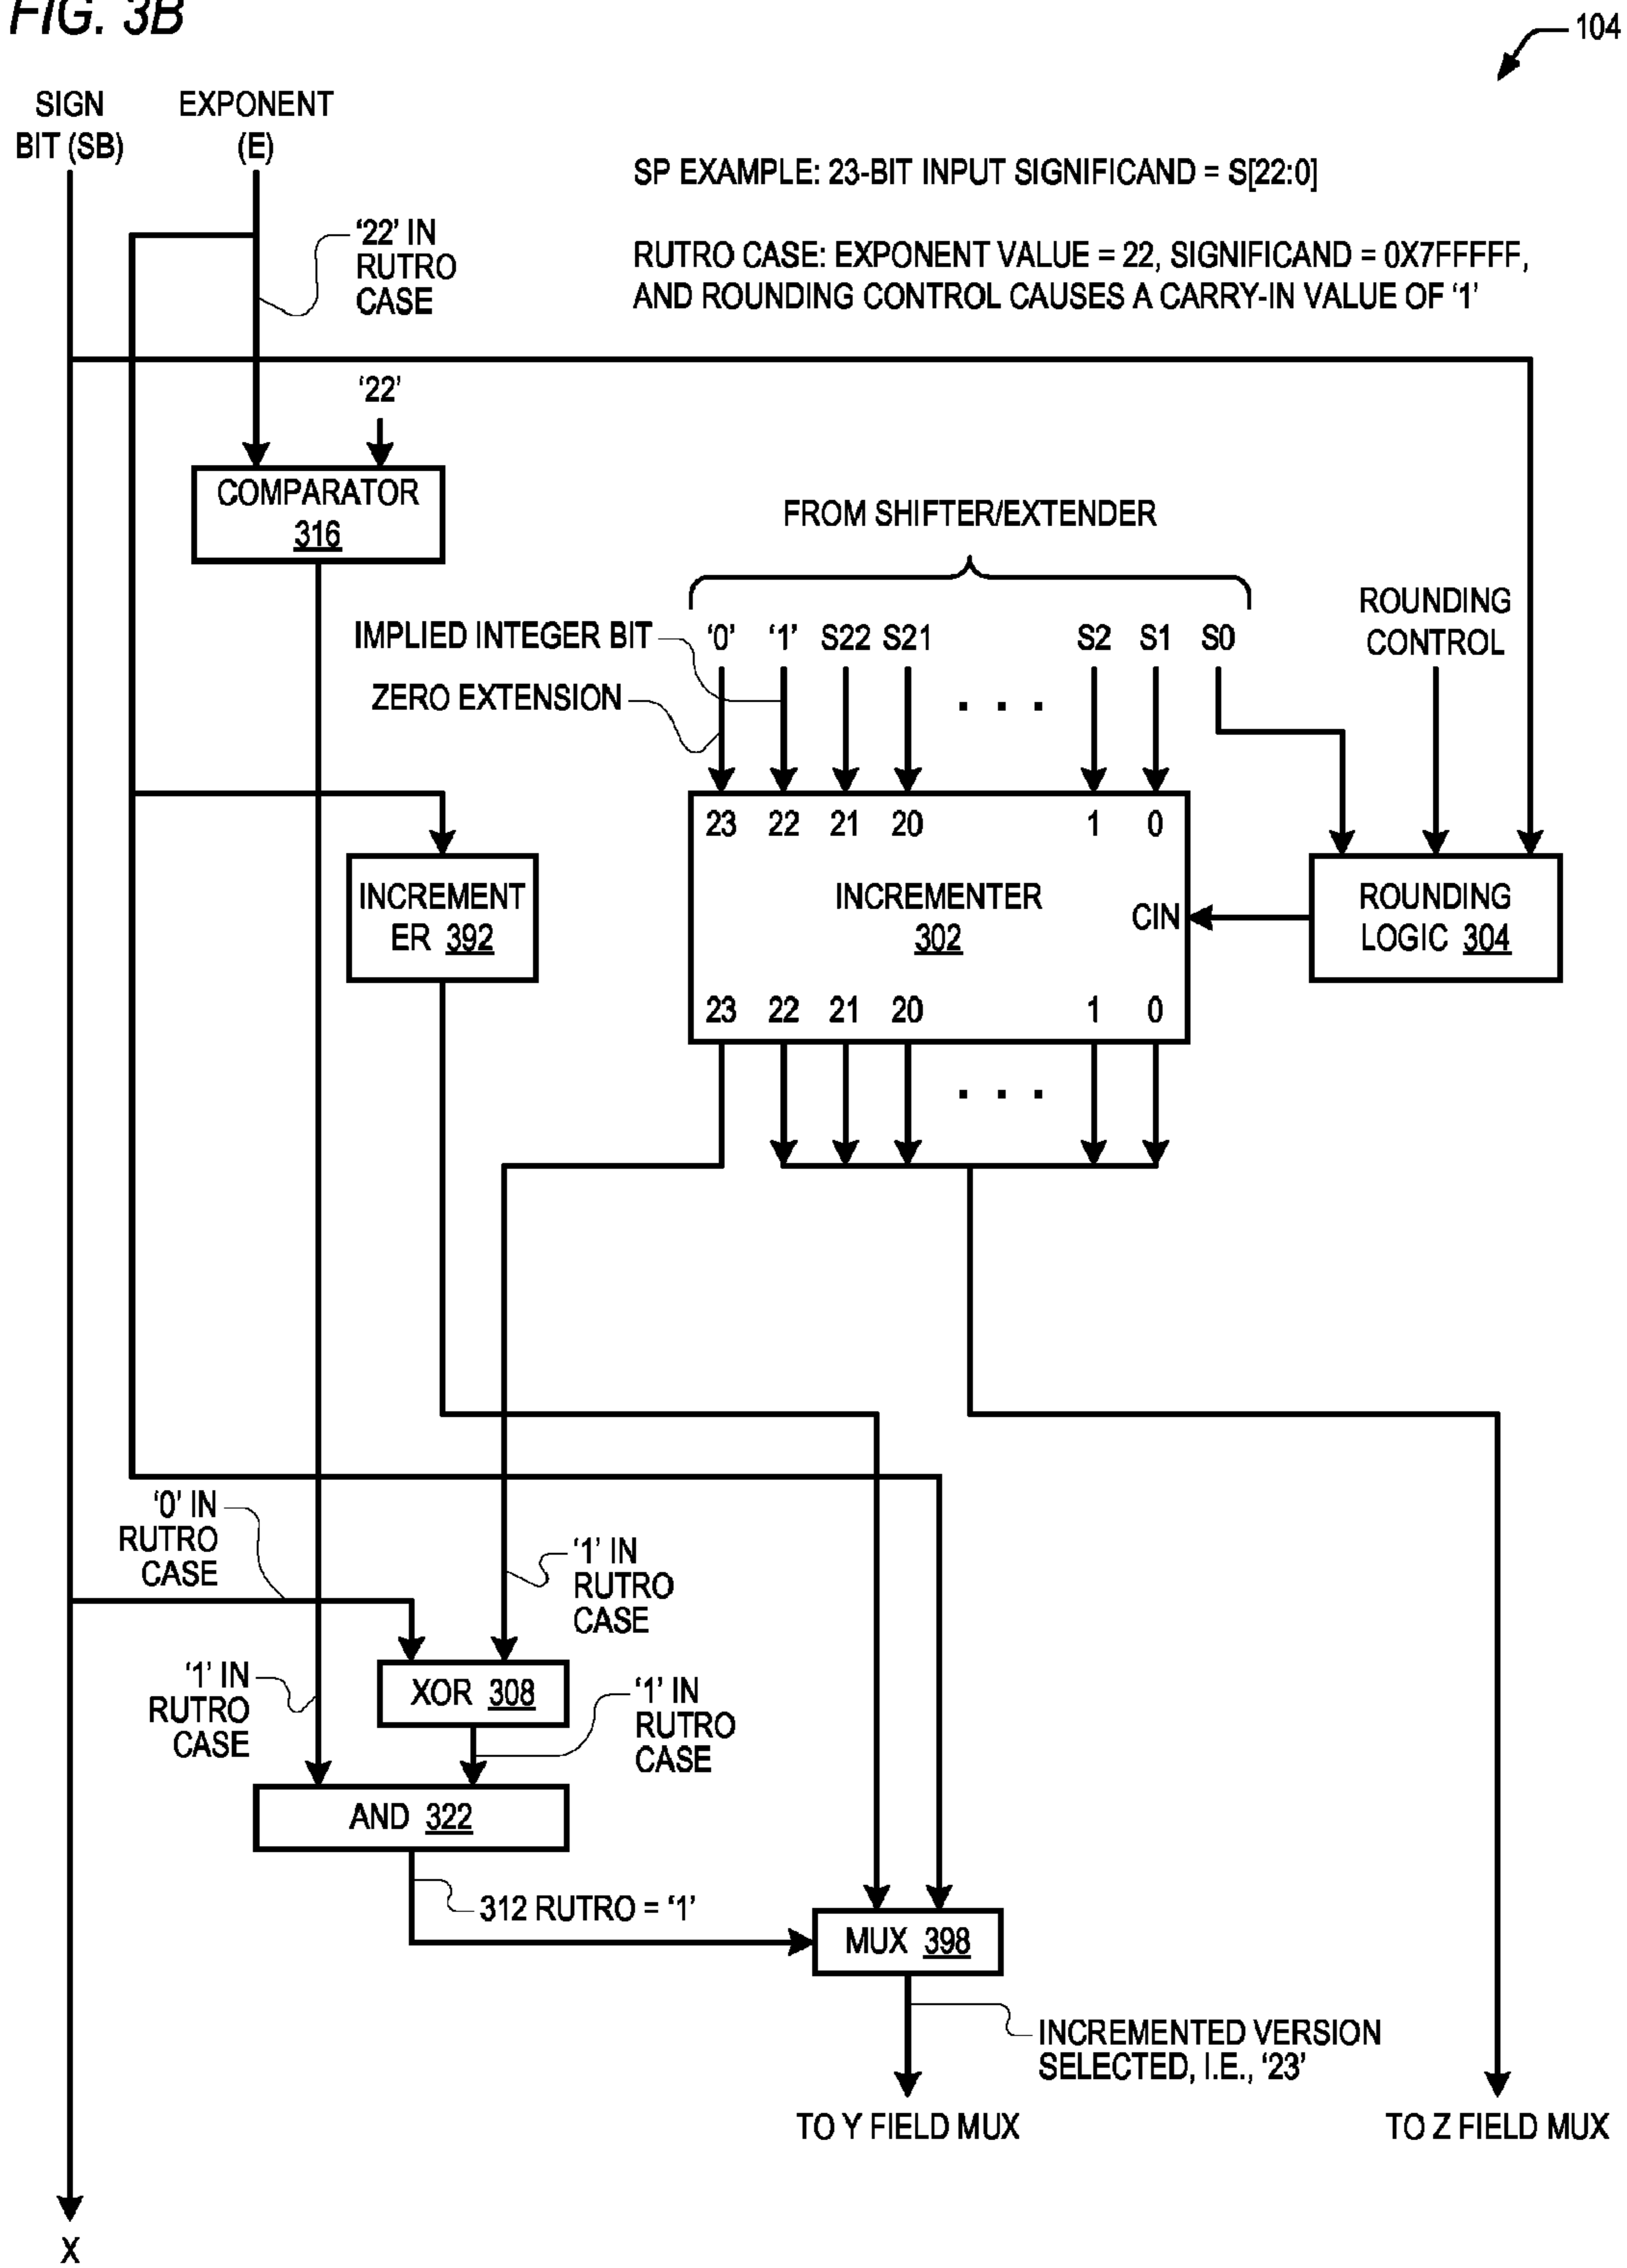 FIG. 3B
104
SIGN
BIT (SB)
EXPONENT
(E)
SP EXAMPLE: 23-BIT INPUT SIGNIFICAND = S[22:0]
RUTRO CASE: EXPONENT VALUE = 22, SIGNIFICAND = 0X7FFFFF,
AND ROUNDING CONTROL CAUSES A CARRY-IN VALUE OF ‘1’
‘22’ IN
RUTRO
CASE
‘22’
COMPARATOR
316
FROM SHIFTER/EXTENDER
ROUNDING
CONTROL
IMPLIED INTEGER BIT
‘0’ ‘1’ S22 S21 S2 S1 S0
ZERO EXTENSION
. . .
23 22 21 20 1 0
INCREMENTER
302
CIN
23 22 21 20 1 0
INCREMENT
ER 392
ROUNDING
LOGIC 304
. . .
‘0’ IN
RUTRO
CASE
‘1’ IN
RUTRO
CASE
‘1’ IN
RUTRO
CASE
XOR 308
‘1’ IN
RUTRO
CASE
AND 322
312 RUTRO = ‘1’
MUX 398
INCREMENTED VERSION
SELECTED, I.E., ‘23’
TO Y FIELD MUX
TO Z FIELD MUX
X